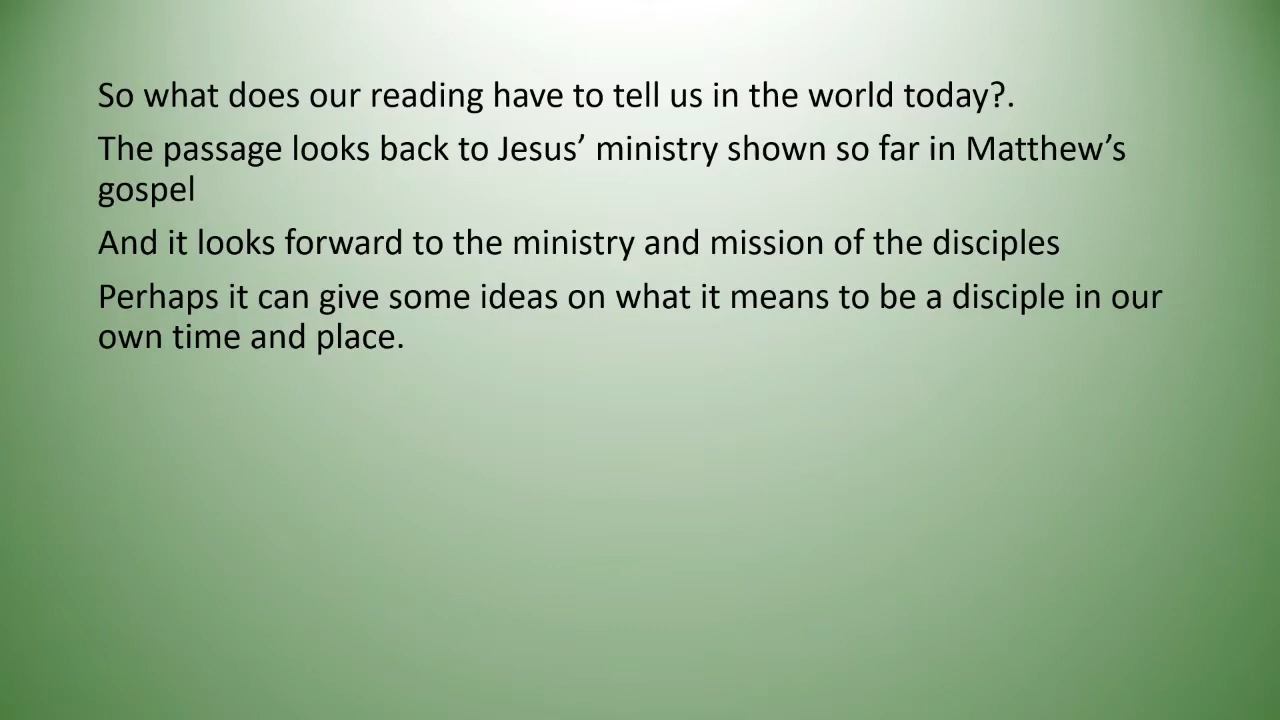 So what does our reading have to tell us in the world today?.
The passage looks back to Jesus’ ministry shown so far in Matthew’s
gospel
And it looks forward to the ministry and mission of the disciples
Perhaps it can give some ideas on what it means to be a disciple in our
own time and place.